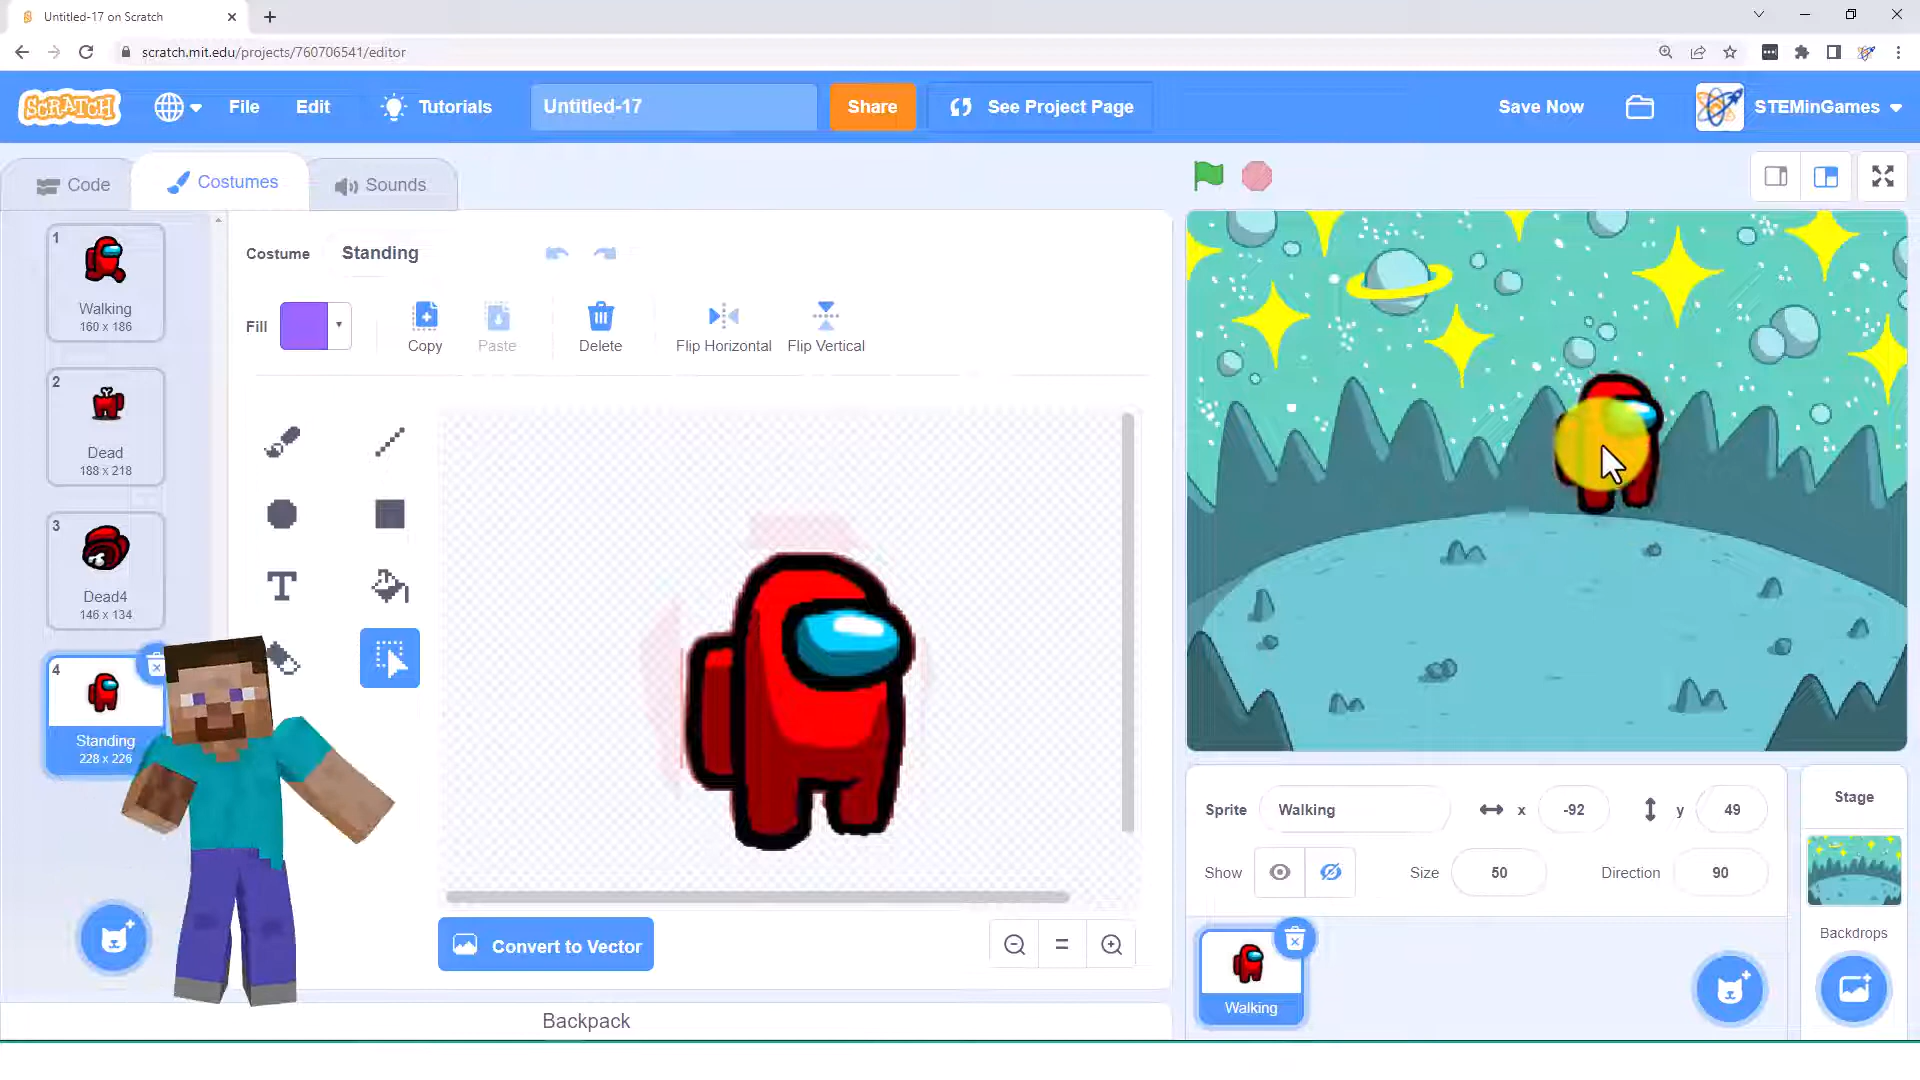 Untitled-17 on Scratch
scratch.mit.edu/projects/760706541/editor
SCRATCH
File
Edit
Tutorials
Untitled-17
Share
See Project Page
Save Now
STEMinGames
Code
Costumes
Sounds
1
Walking
160 x 186
2
Dead
188 x 218
3
Dead4
146 x 134
4
Standing
228 x 226
Costume
Standing
Fill
Copy
Paste
Delete
Flip Horizontal
Flip Vertical
T
Convert to Vector
=
Backpack
Sprite
Walking
x
-92
y
49
Show
Size
50
Direction
90
Walking
Stage
Backdrops